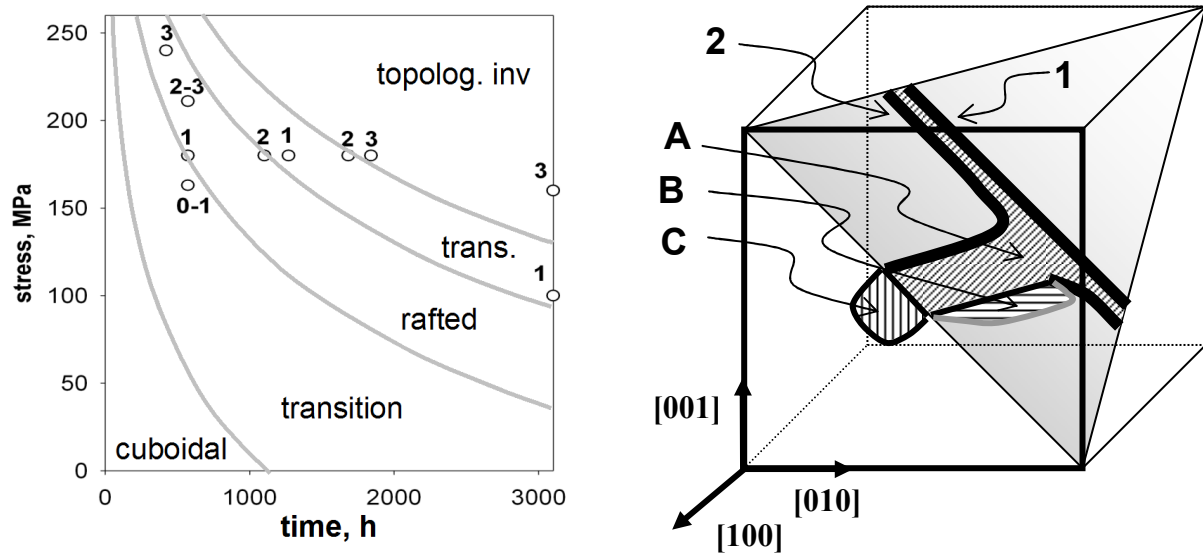 250
200
150
100
50
0
stress, MPa
0
1000
2000
3000
time, h
3
2-3
1
0-1
2
1
2
3
3
1
topolog. inv
trans.
rafted
transition
cuboidal
2
1
A
B
C
[001]
[010]
[100]